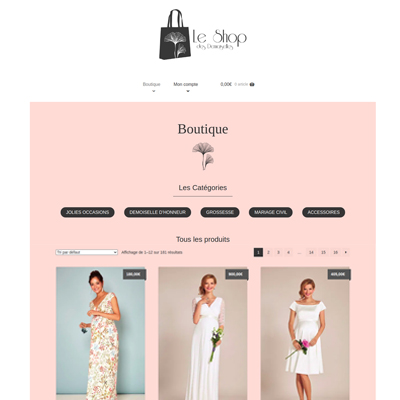 Le Shop
des Demoiselles
Boutique Mon compte 0,00€ 0 article
Boutique
Les Catégories
JOLIES OCCASIONS DEMOISELLE D'HONNEUR GROSSESSE MARIAGE CIVIL ACCESSOIRES
Tous les produits
Tri par défaut Affichage de 1–12 sur 181 résultats 1 2 3 4 … 14 15 16
190,00€ 900,00€ 409,00€